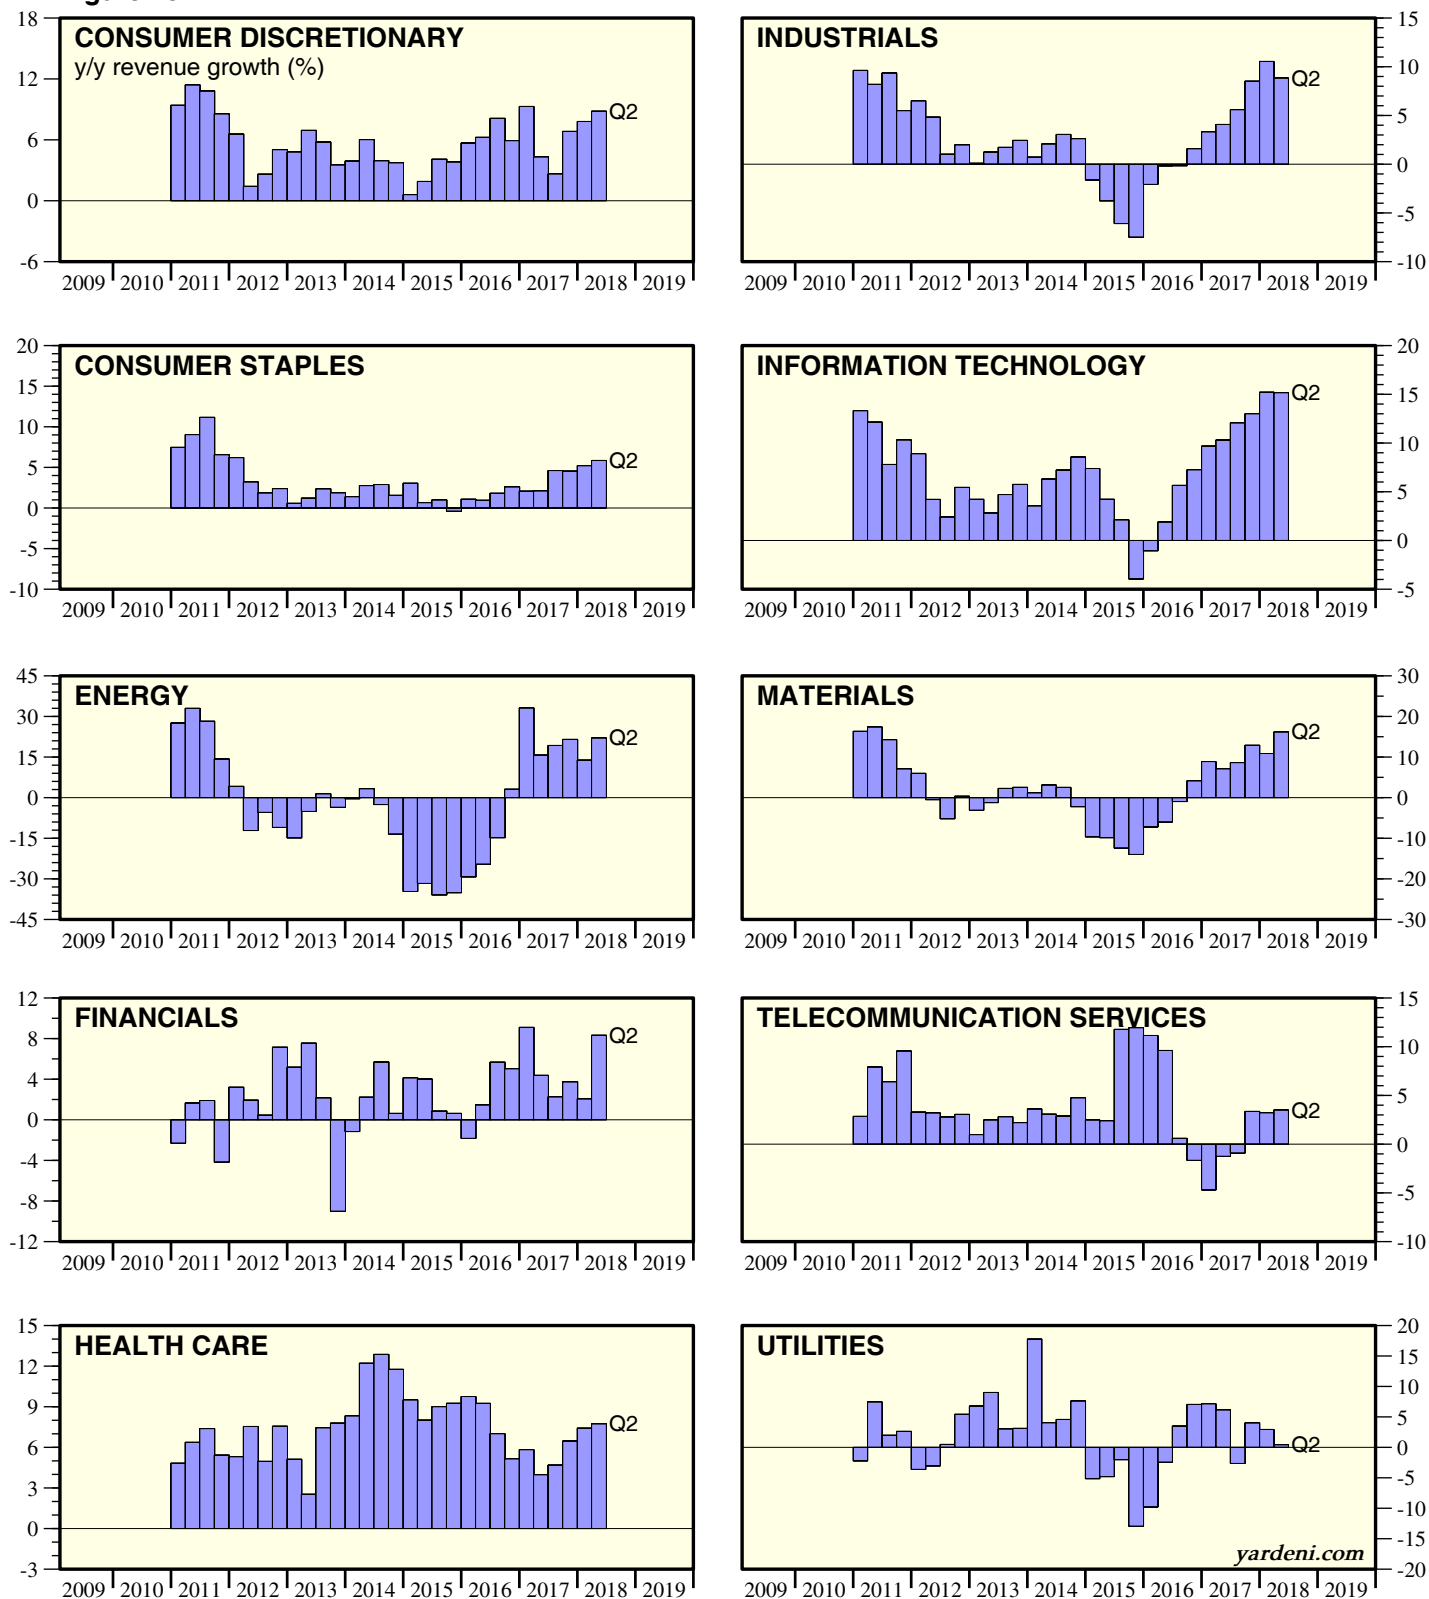 CONSUMER DISCRETIONARY
y/y revenue growth (%)
18
12
6
0
-6
Q2
2009 2010 2011 2012 2013 2014 2015 2016 2017 2018 2019
INDUSTRIALS
15
10
5
0
-5
-10
Q2
2009 2010 2011 2012 2013 2014 2015 2016 2017 2018 2019
CONSUMER STAPLES
20
15
10
5
0
-5
-10
Q2
2009 2010 2011 2012 2013 2014 2015 2016 2017 2018 2019
INFORMATION TECHNOLOGY
20
15
10
5
0
-5
Q2
2009 2010 2011 2012 2013 2014 2015 2016 2017 2018 2019
ENERGY
45
30
15
0
-15
-30
-45
Q2
2009 2010 2011 2012 2013 2014 2015 2016 2017 2018 2019
MATERIALS
30
20
10
0
-10
-20
-30
Q2
2009 2010 2011 2012 2013 2014 2015 2016 2017 2018 2019
FINANCIALS
12
8
4
0
-4
-8
-12
Q2
2009 2010 2011 2012 2013 2014 2015 2016 2017 2018 2019
TELECOMMUNICATION SERVICES
15
10
5
0
-5
-10
Q2
2009 2010 2011 2012 2013 2014 2015 2016 2017 2018 2019
HEALTH CARE
15
12
9
6
3
0
-3
Q2
2009 2010 2011 2012 2013 2014 2015 2016 2017 2018 2019
UTILITIES
20
15
10
5
0
-5
-10
-15
-20
Q2
yardeni.com
2009 2010 2011 2012 2013 2014 2015 2016 2017 2018 2019